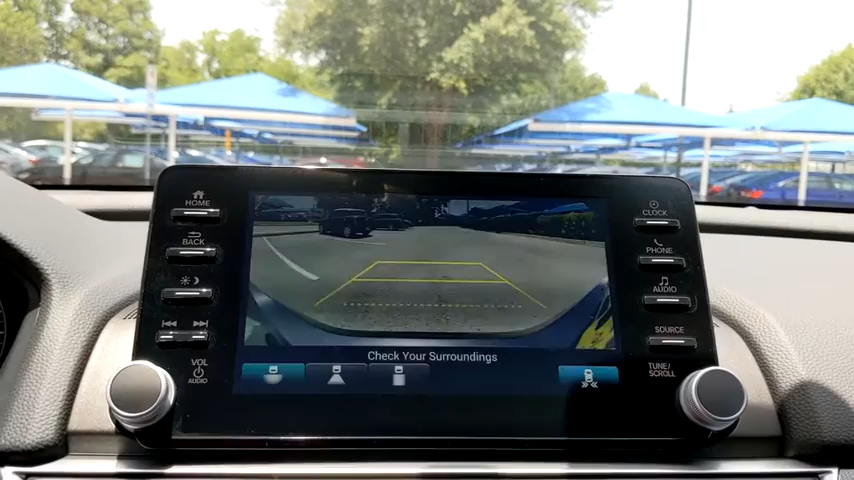 HOME
BACK
VOL
AUDIO
Check Your Surroundings
CLOCK
PHONE
AUDIO
SOURCE
TUNE/
SCROLL